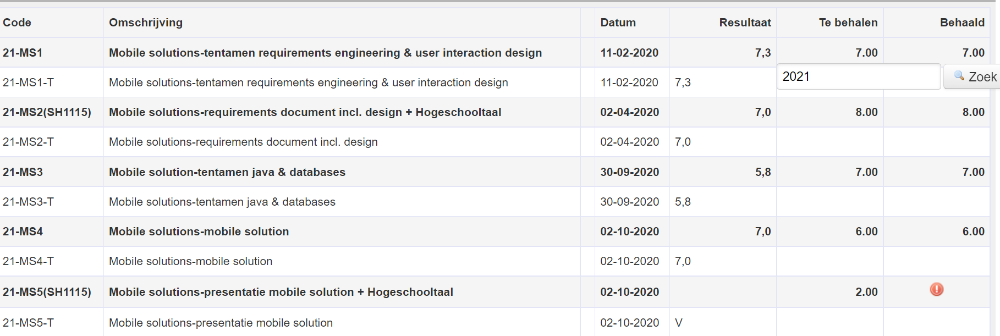 Code Omschrijving Datum Resultaat Te behalen Behaald
21-MS1 Mobile solutions-tentamen requirements engineering & user interaction design 11-02-2020 7,3 7.00 7.00
21-MS1-T Mobile solutions-tentamen requirements engineering & user interaction design 11-02-2020 7,3 2021 Zoek
21-MS2(SH1115) Mobile solutions-requirements document incl. design + Hogeschooltaal 02-04-2020 7,0 8.00 8.00
21-MS2-T Mobile solutions-requirements document incl. design 02-04-2020 7,0
21-MS3 Mobile solution-tentamen java & databases 30-09-2020 5,8 7.00 7.00
21-MS3-T Mobile solutions-tentamen java & databases 30-09-2020 5,8
21-MS4 Mobile solutions-mobile solution 02-10-2020 7,0 6.00 6.00
21-MS4-T Mobile solutions-mobile solution 02-10-2020 7,0
21-MS5(SH1115) Mobile solutions-presentatie mobile solution + Hogeschooltaal 02-10-2020 2.00
21-MS5-T Mobile solutions-presentatie mobile solution 02-10-2020 V